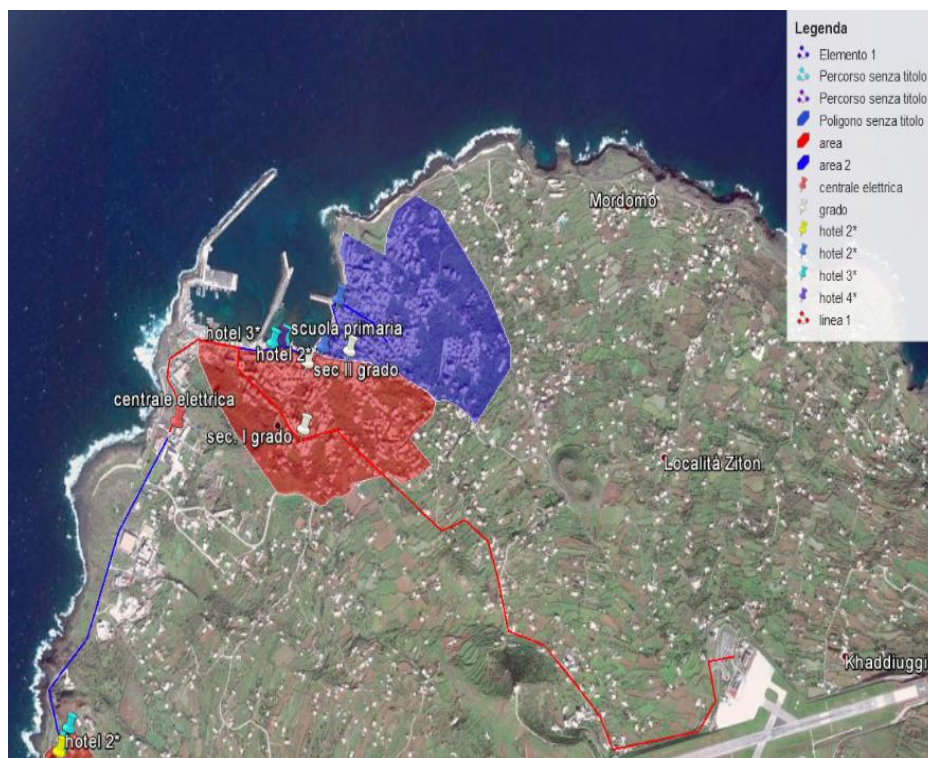 Legenda
Elemento 1
Percorso senza titolo
Percorso senza titolo
Poligono senza titolo
area
area 2
centrale elettrica
grado
hotel 2*
hotel 2*
hotel 3*
hotel 4*
linea 1
Mordomo
hotel 3*
scuola primaria
hotel 2*
sec II grado
centrale elettrica
sec. I grado
Località Ziton
Khaddiuggi
hotel 2*